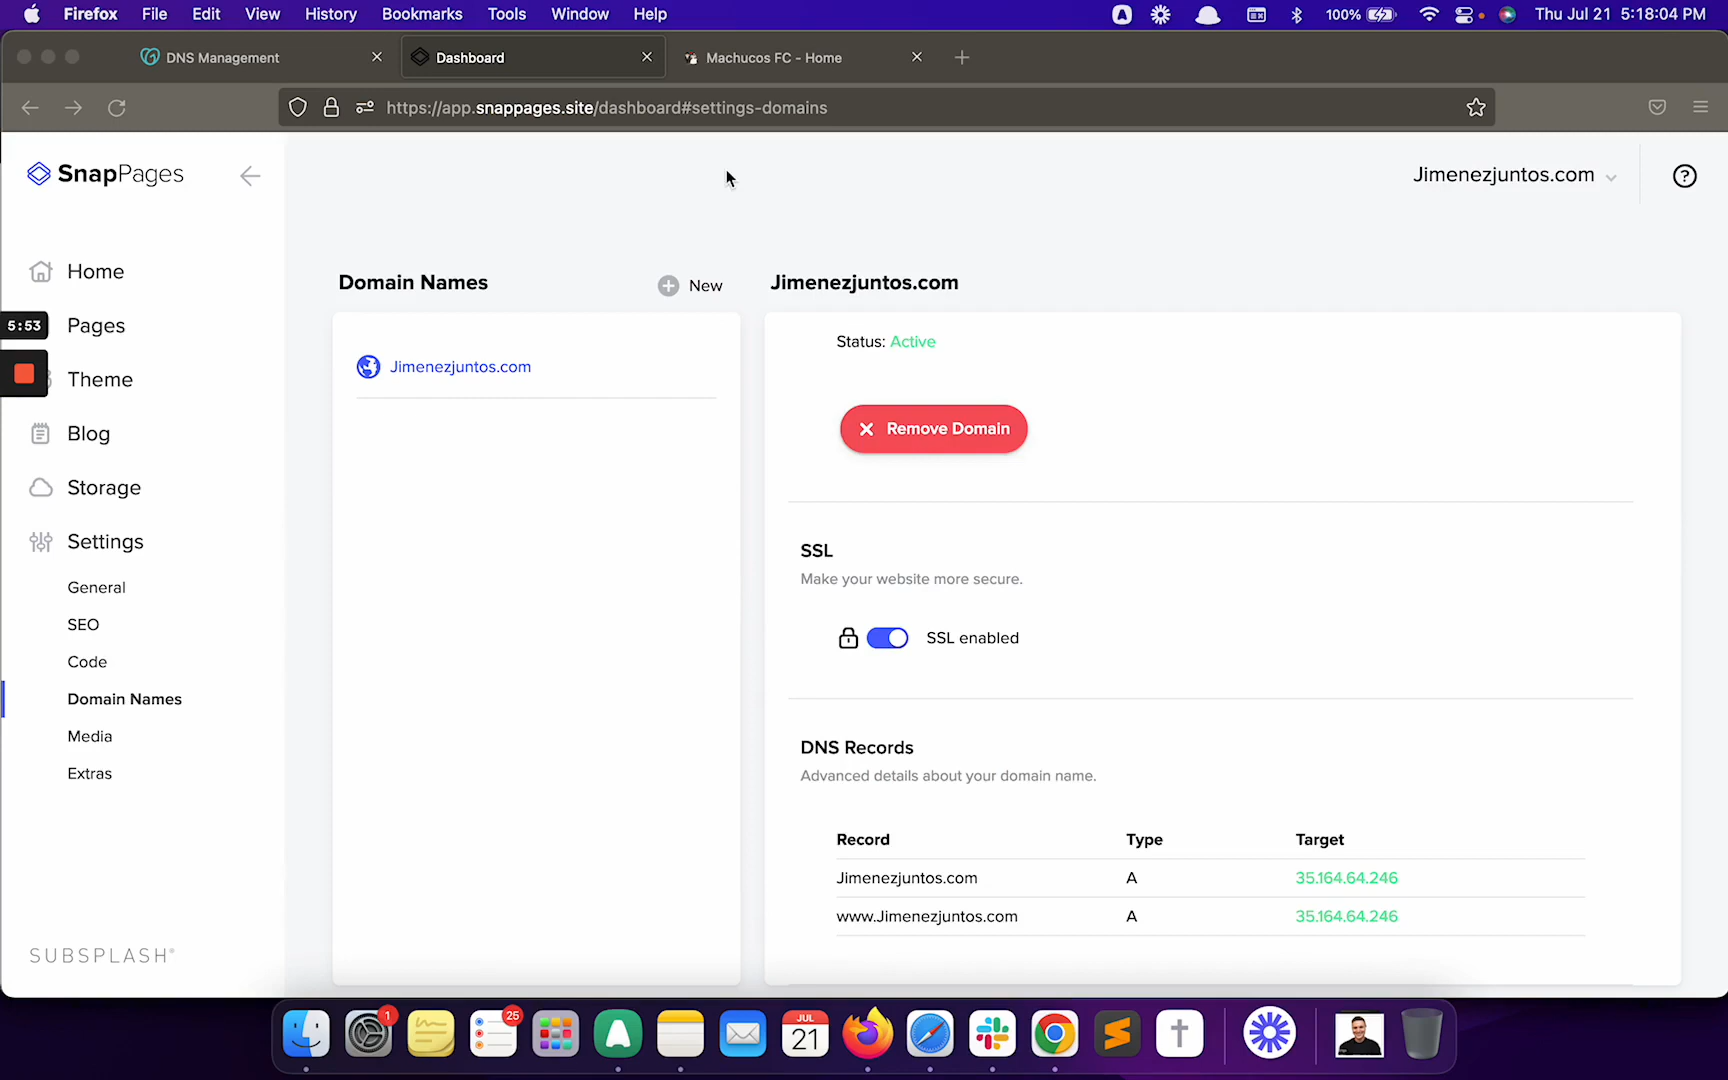 Firefox File Edit View History Bookmarks Tools Window Help 100% Thu Jul 21 5:18:04 PM
DNS Management Dashboard Machucos FC - Home
https://app.snappages.site/dashboard#settings-domains
SnapPages
Jimenezjuntos.com
?
Home
5:53
Pages
Theme
Blog
Storage
Settings
General
SEO
Code
Domain Names
Media
Extras
SUBSPLASH®
Domain Names
New
Jimenezjuntos.com
Jimenezjuntos.com
Status: Active
Remove Domain
SSL
Make your website more secure.
SSL enabled
DNS Records
Advanced details about your domain name.
Record Type Target
Jimenezjuntos.com A 35.164.64.246
www.Jimenezjuntos.com A 35.164.64.246
1
25
JUL
21